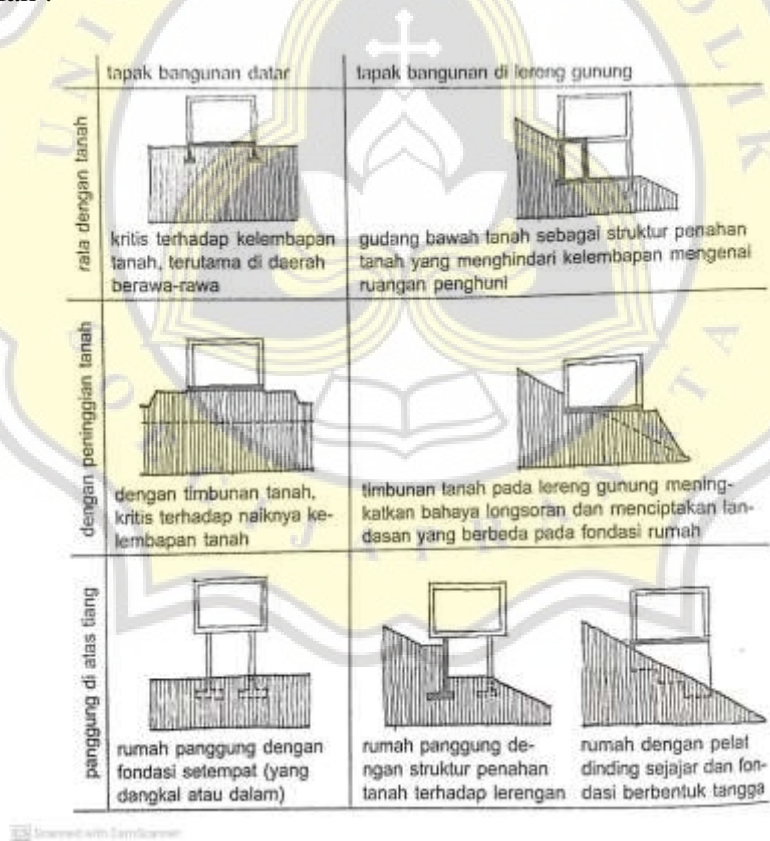 tapak bangunan datar
tapak bangunan di lereng gunung
rata dengan tanah
kritis terhadap kelembapan
tanah, terutama di daerah
berawa-rawa
gudang bawah tanah sebagai struktur penahan
tanah yang menghindari kelembapan mengenai
ruangan penghuni
dengan peninggian tanah
dengan timbunan tanah,
kritis terhadap naiknya ke-
lembapan tanah
timbunan tanah pada lereng gunung mening-
katkan bahaya longsoran dan menciptakan lan-
dasan yang berbeda pada fondasi rumah
panggung di atas tiang
rumah panggung dengan
fondasi setempat (yang
dangkal atau dalam)
rumah panggung de-
ngan struktur penahan
tanah terhadap lerengan
rumah dengan pelat
dinding sejajar dan fon-
dasi berbentuk tangga
Scanned with CamScanner